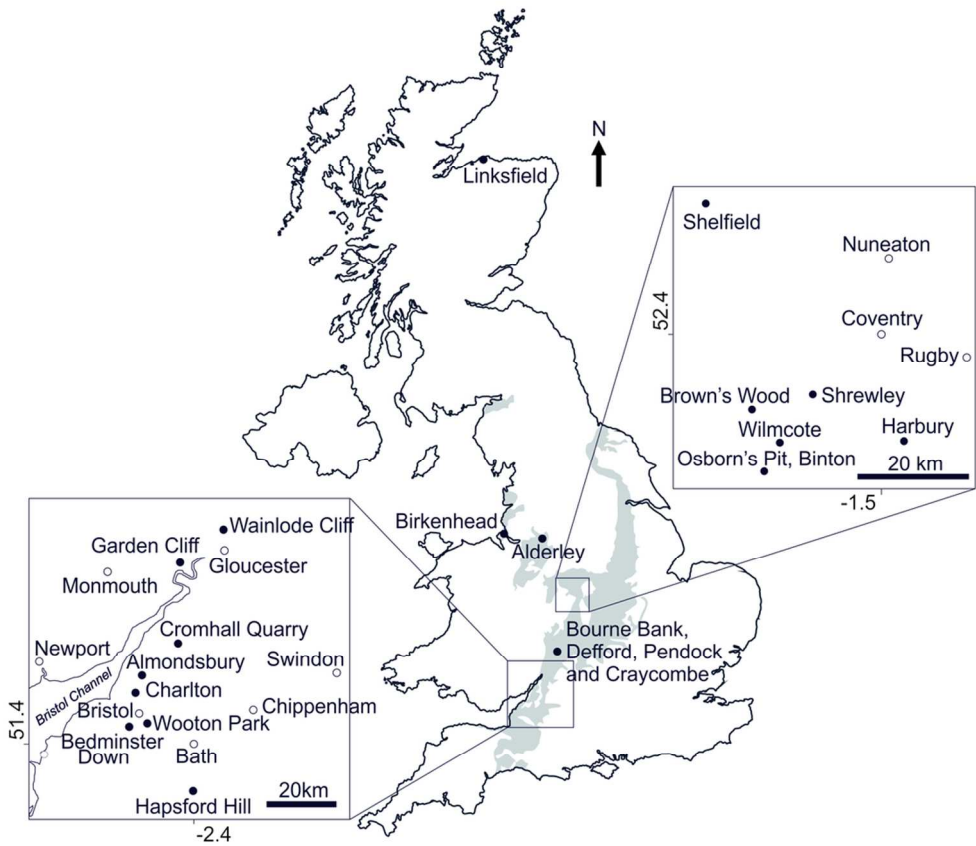 N
Linksfield
Shelfield
Nuneaton
52.4
Coventry
Rugby
Brown's Wood
Shrewley
Wilmcote
Harbury
Osborn's Pit, Binton
20 km
-1.5
Birkenhead
Alderley
Bourne Bank,
Defford, Pendock
and Craycombe
Wainlode Cliff
Garden Cliff
Gloucester
Monmouth
Cromhall Quarry
Newport
Almondsbury
Swindon
Bristol Channel
Charlton
Chippenham
Bristol
Wooton Park
51.4
Bedminster
Down
Bath
20km
Hapsford Hill
-2.4